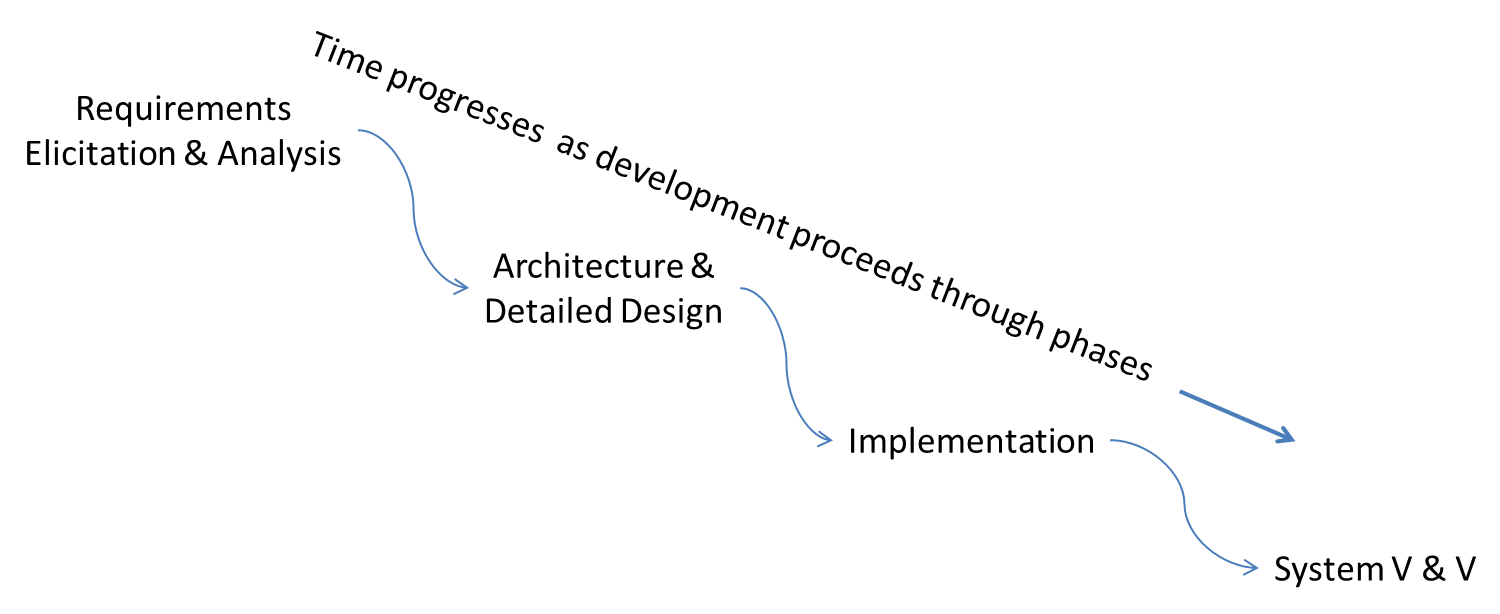 Time progresses as development proceeds through phases
Requirements
Elicitation & Analysis
Architecture &
Detailed Design
Implementation
System V & V